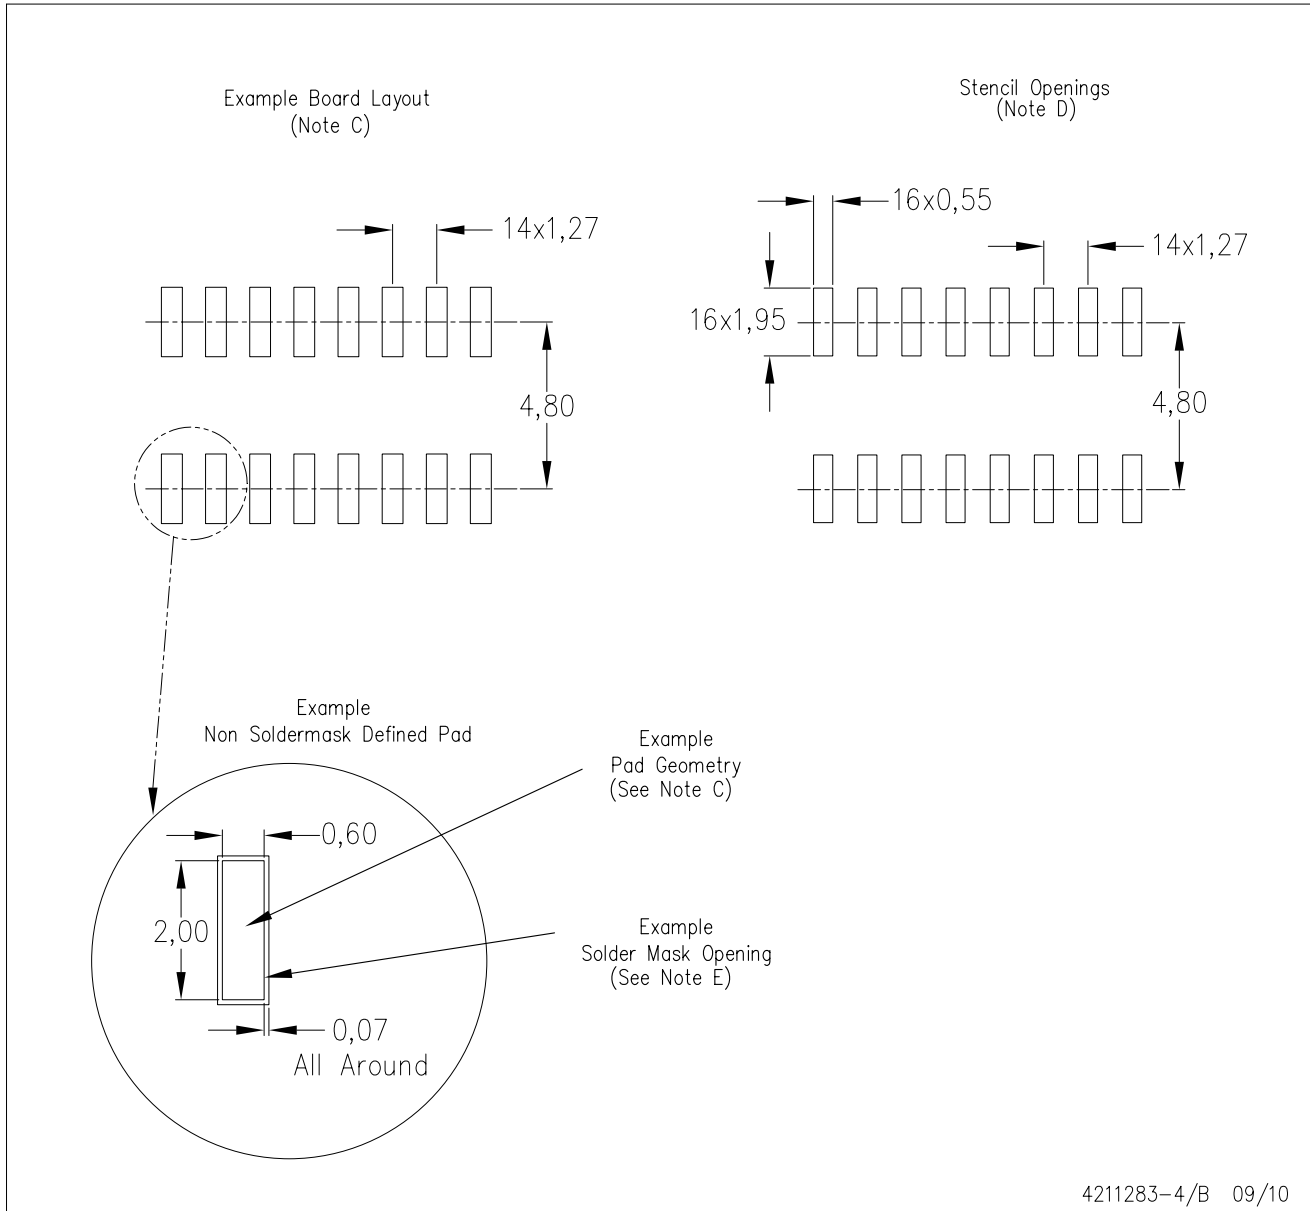 Example Board Layout
(Note C)
Stencil Openings
(Note D)
14x1,27
4,80
16x0,55
14x1,27
16x1,95
4,80
Example
Non Soldermask Defined Pad
Example
Pad Geometry
(See Note C)
0,60
2,00
Example
Solder Mask Opening
(See Note E)
0,07
All Around
4211283-4/B 09/10